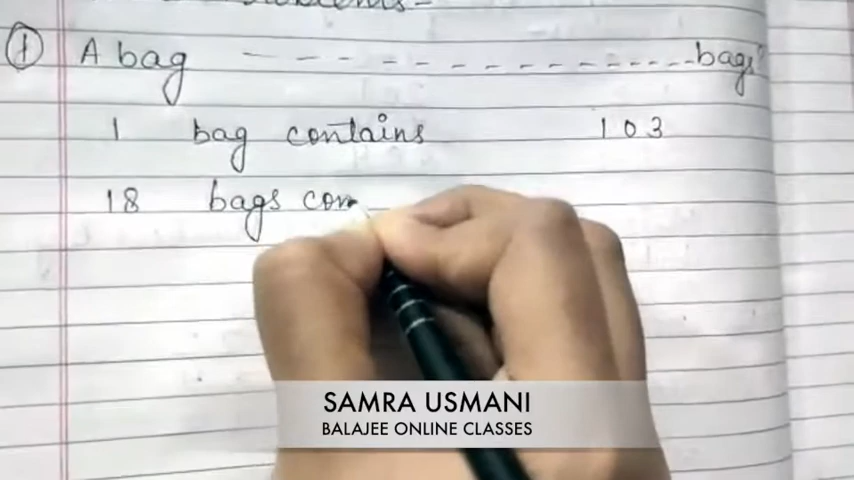 ① A bag - - - - - - - - - - - - - - - - - bags?
1 bag contains 103
18 bags con
SAMRA USMANI
BALAJEE ONLINE CLASSES